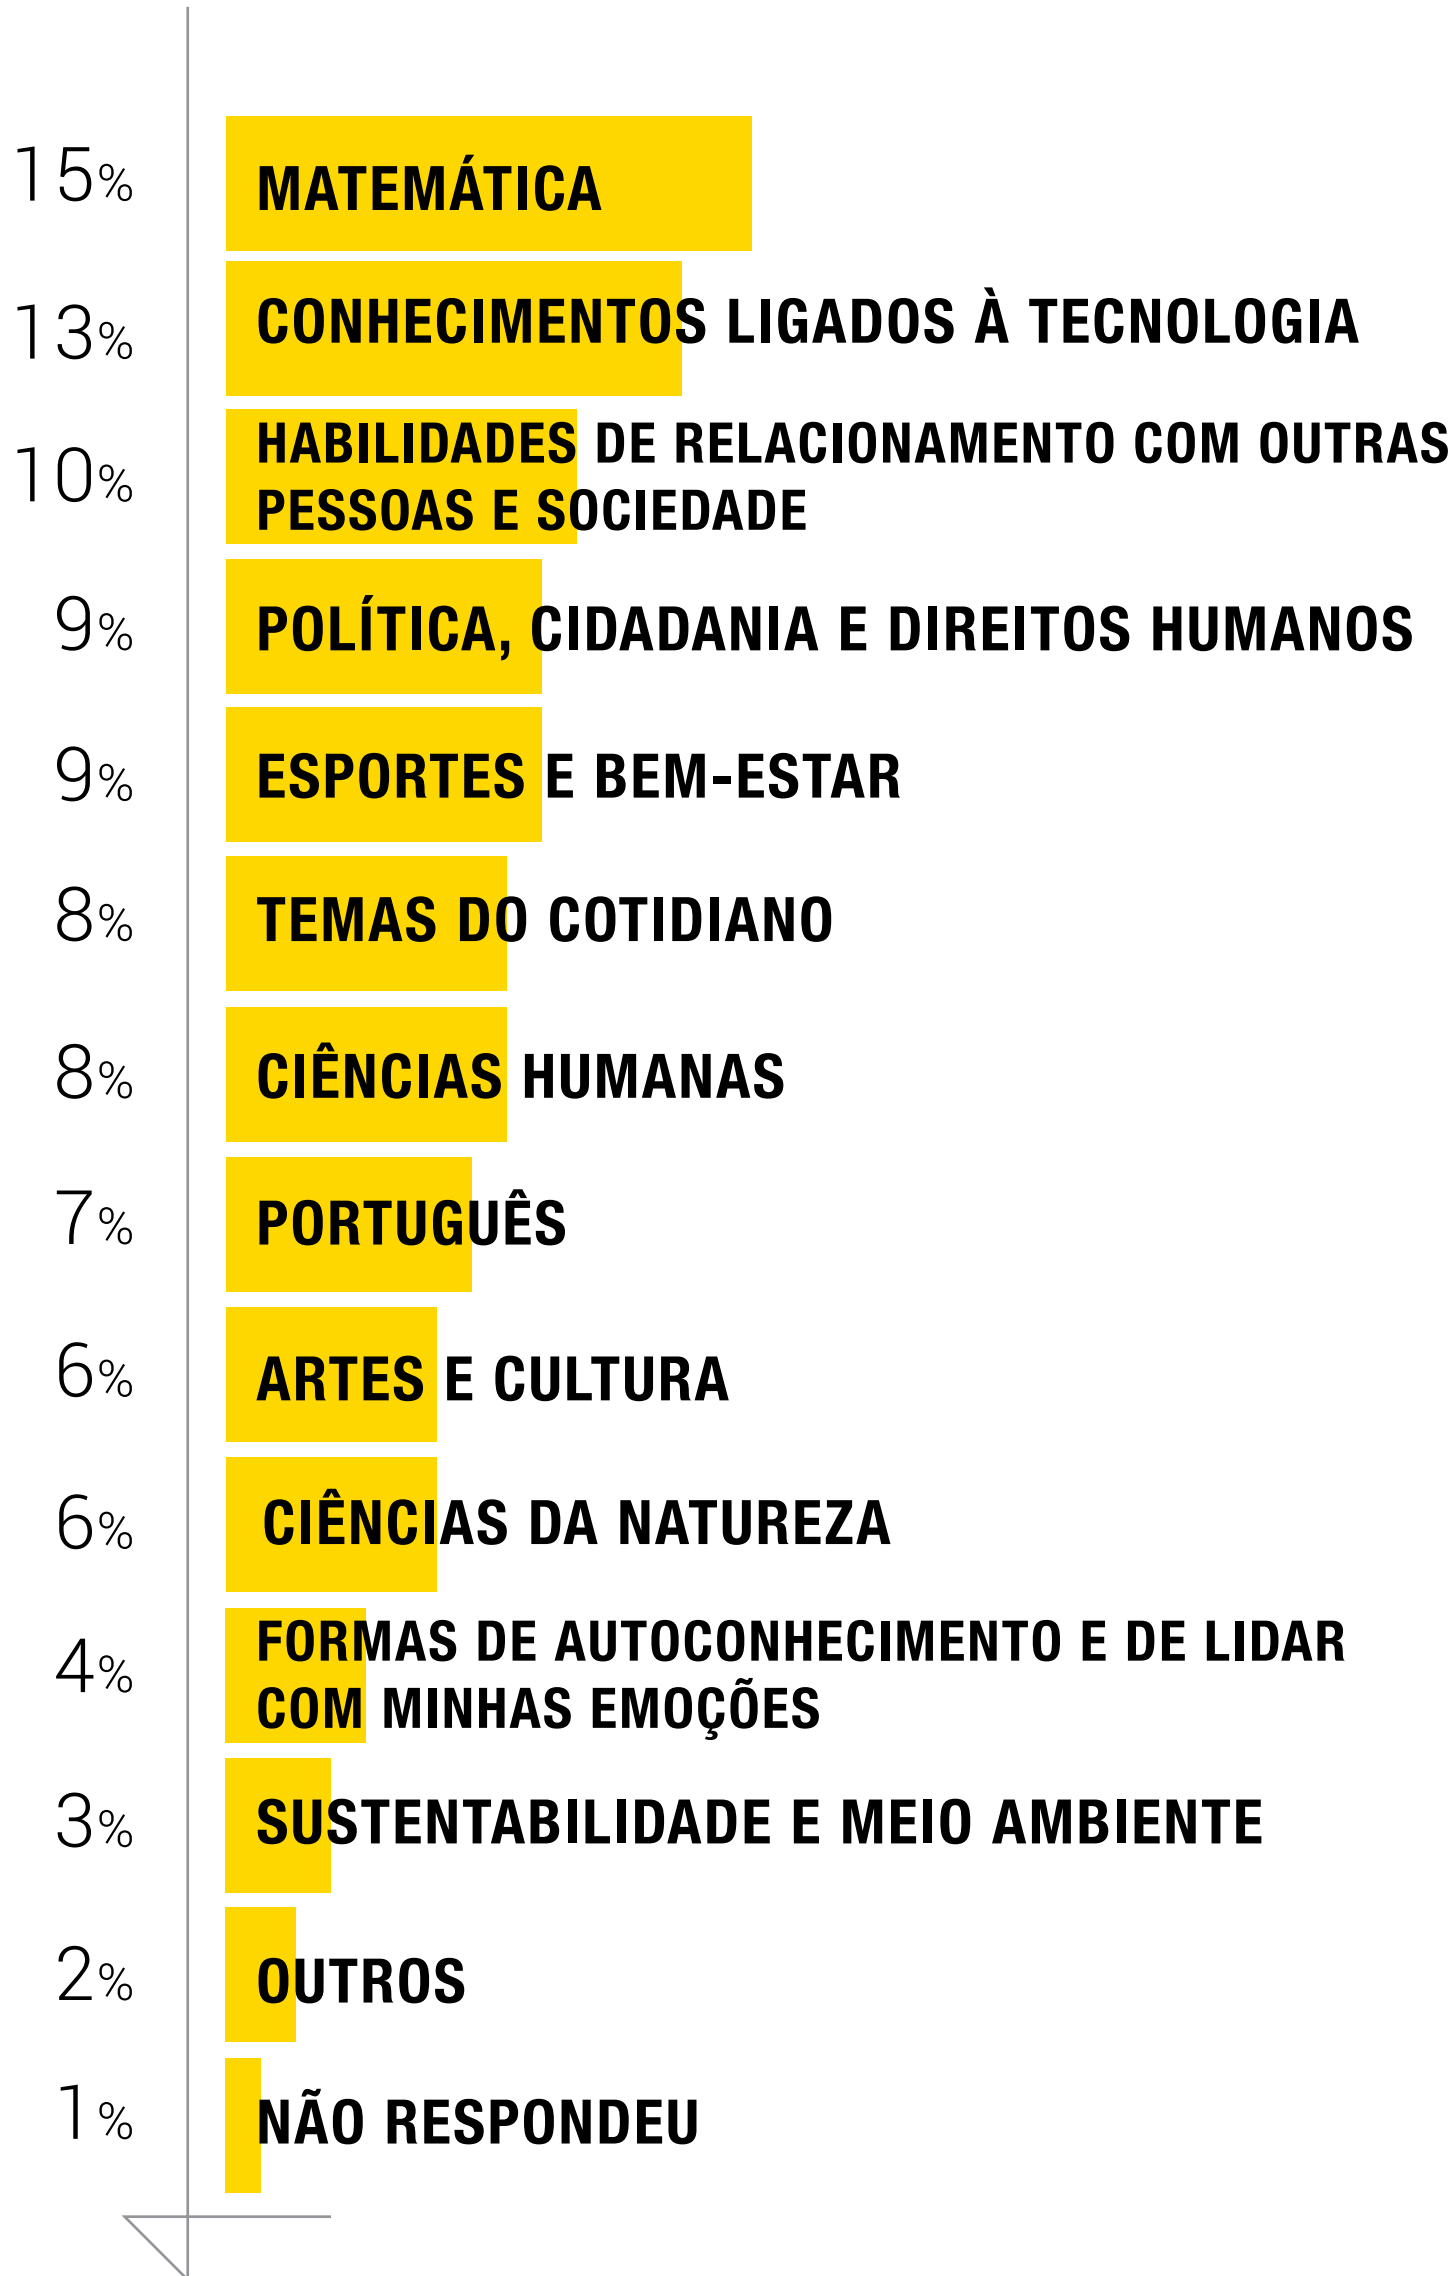 15% MATEMÁTICA
13% CONHECIMENTOS LIGADOS À TECNOLOGIA
10% HABILIDADES DE RELACIONAMENTO COM OUTRAS
PESSOAS E SOCIEDADE
9% POLÍTICA, CIDADANIA E DIREITOS HUMANOS
9% ESPORTES E BEM-ESTAR
8% TEMAS DO COTIDIANO
8% CIÊNCIAS HUMANAS
7% PORTUGUÊS
6% ARTES E CULTURA
6% CIÊNCIAS DA NATUREZA
4% FORMAS DE AUTOCONHECIMENTO E DE LIDAR
COM MINHAS EMOÇÕES
3% SUSTENTABILIDADE E MEIO AMBIENTE
2% OUTROS
1% NÃO RESPONDEU